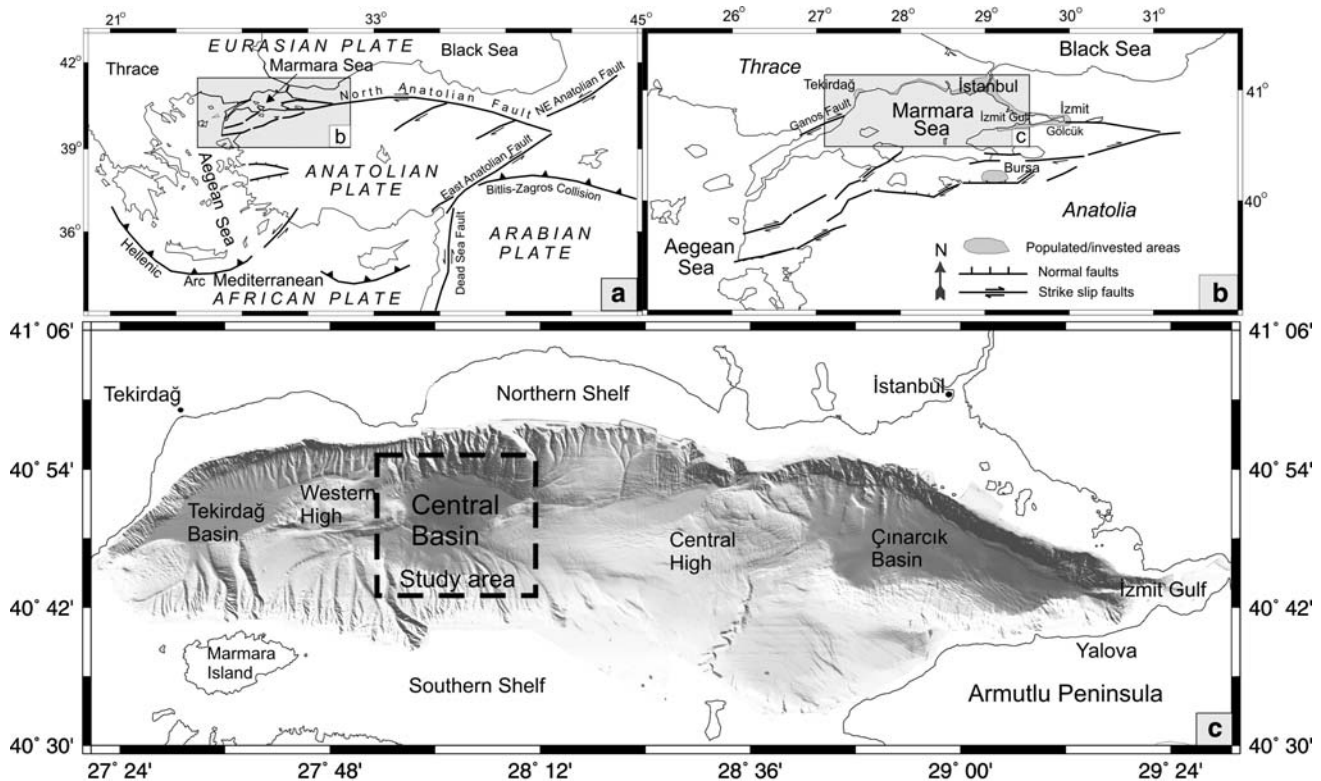 21° 33° 45°
42°
39°
36°
EURASIAN PLATE
Black Sea
Thrace
Marmara Sea
North Anatolian Fault
NE Anatolian Fault
b
Aegean Sea
ANATOLIAN
PLATE
East Anatolian Fault
Bitlis-Zagros Collision
Dead Sea Fault
ARABIAN
PLATE
Hellenic
Arc
Mediterranean
AFRICAN PLATE
a
26° 27° 28° 29° 30° 31°
41°
40°
Black Sea
Thrace
Tekirdağ
İstanbul
Ganos Fault
Marmara
Sea
İzmit Gulf
İzmit
Gölcük
c
Bursa
Anatolia
Aegean
Sea
N
Populated/invested areas
Normal faults
Strike slip faults
b
41° 06' 41° 06'
Tekirdağ
Northern Shelf
İstanbul
40° 54' 40° 54'
Tekirdağ
Basin
Western
High
Central
Basin
Study area
Central
High
Çınarcık
Basin
İzmit Gulf
40° 42' 40° 42'
Marmara
Island
Southern Shelf
Yalova
Armutlu Peninsula
c
40° 30' 40° 30'
27° 24' 27° 48' 28° 12' 28° 36' 29° 00' 29° 24'